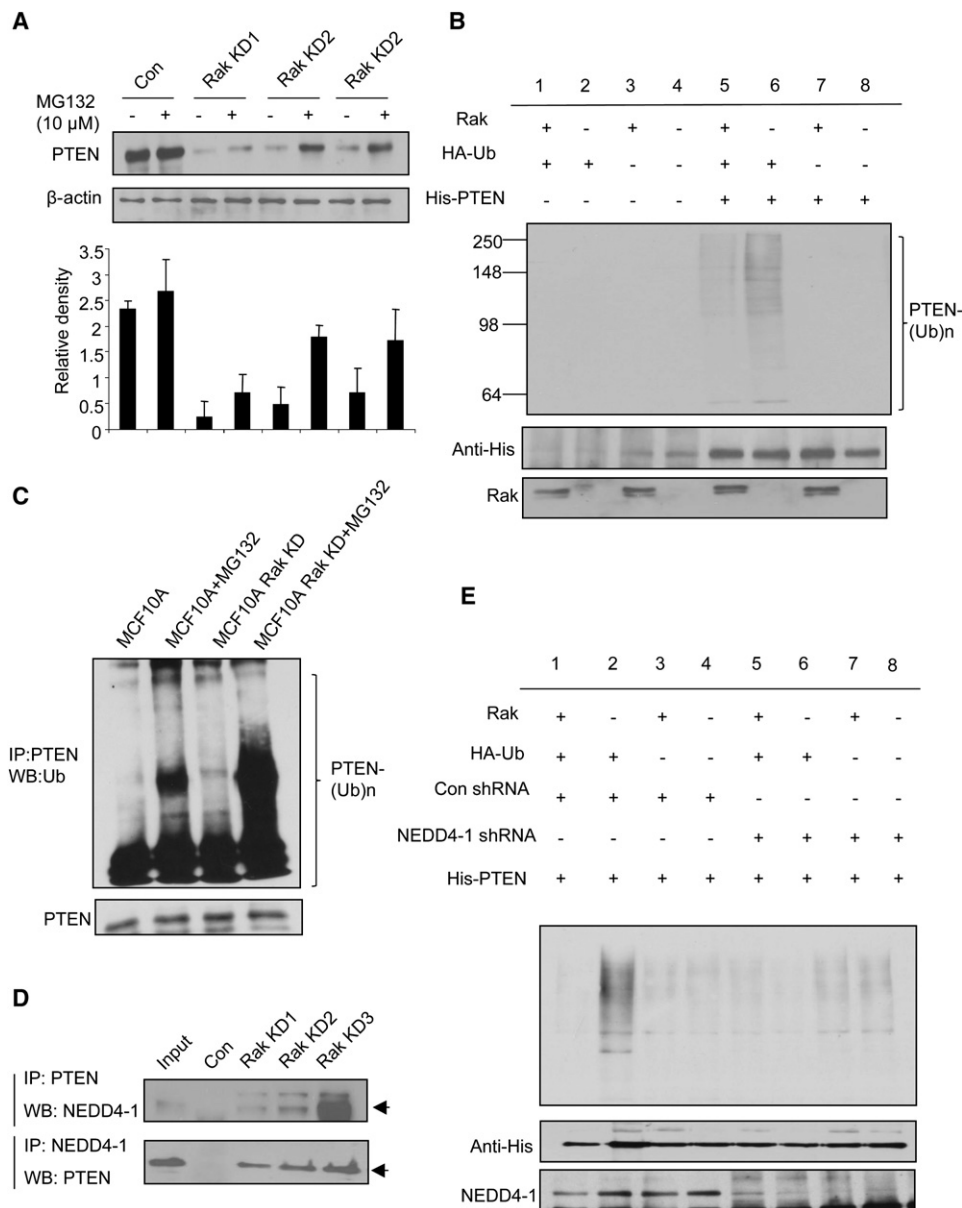 A
Con
Rak KD1
Rak KD2
Rak KD2
MG132
(10 µM)
- + - + - + - +
PTEN
β-actin
Relative density
3.5
3
2.5
2
1.5
1
0.5
0
B
1 2 3 4 5 6 7 8
Rak + - + - + - + -
HA-Ub + + - - + + - -
His-PTEN - - - - + + + +
250
148
98
64
PTEN-
(Ub)n
Anti-His
Rak
C
MCF10A
MCF10A+MG132
MCF10A Rak KD
MCF10A Rak KD+MG132
IP:PTEN
WB:Ub
PTEN-
(Ub)n
PTEN
D
Input
Con
Rak KD1
Rak KD2
Rak KD3
IP: PTEN
WB: NEDD4-1
IP: NEDD4-1
WB: PTEN
E
1 2 3 4 5 6 7 8
Rak + - + - + - + -
HA-Ub + + - - + + - -
Con shRNA + + + + - - - -
NEDD4-1 shRNA - - - - + + + +
His-PTEN + + + + + + + +
Anti-His
NEDD4-1